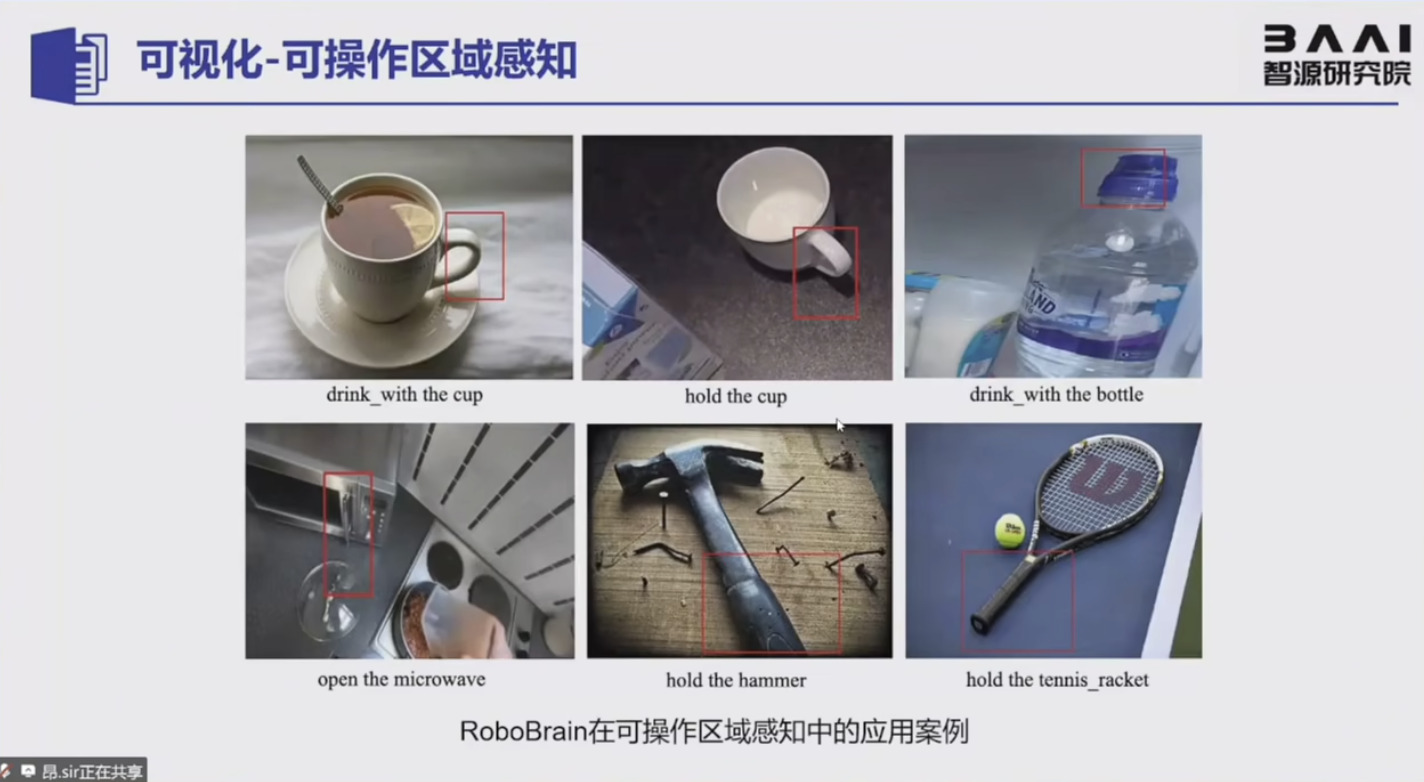 可视化-可操作区域感知
BAAI
智源研究院
drink_with the cup
hold the cup
drink_with the bottle
open the microwave
hold the hammer
hold the tennis_racket
RoboBrain在可操作区域感知中的应用案例
昂.sir正在共享